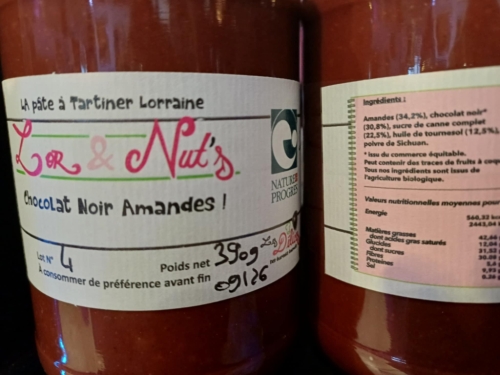 LA pâte à Tartiner Lorraine
Lor & Nut's
Chocolat Noir Amandes !
NATURE
PROGRÈS
Lot N° 4
Poids net 390g
A consommer de préférence avant fin 09/26
Ingrédients :
Amandes (34,2%), chocolat noir*
(30,8%), sucre de canne complet
(22,5%), huile de tournesol (12,5%),
poivre de Sichuan.
* Issu du commerce équitable.
Peut contenir des traces de fruits à
Tous nos ingrédients sont issus de
l'agriculture biologique.
Valeurs nutritionnelles moyennes pour
Energie
Matières grasses
dont acides gras saturés
Glucides
dont sucres
Fibres
Protéines
Sel